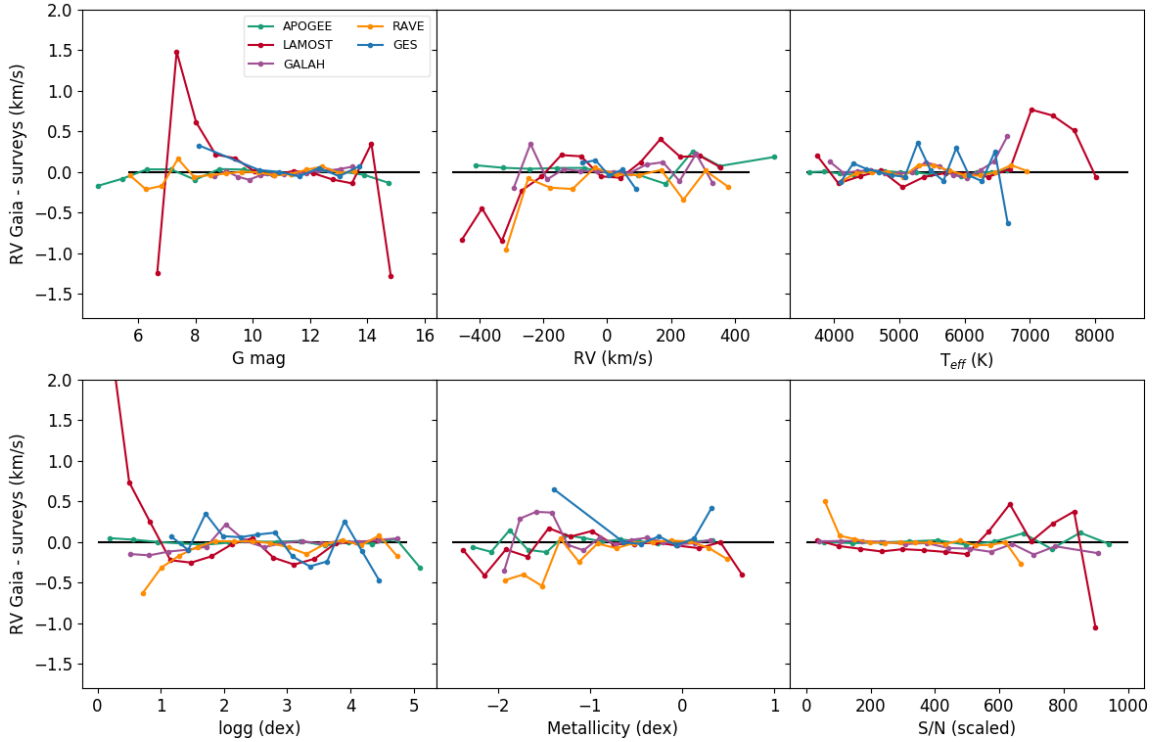 2.0
1.5
1.0
0.5
0.0
−0.5
−1.0
−1.5
RV Gaia - surveys (km/s)
APOGEE
LAMOST
GALAH
RAVE
GES
6 8 10 12 14 16
G mag
−400 −200 0 200 400
RV (km/s)
4000 5000 6000 7000 8000
T_eff (K)
2.0
1.5
1.0
0.5
0.0
−0.5
−1.0
−1.5
RV Gaia - surveys (km/s)
0 1 2 3 4 5
logg (dex)
−2 −1 0 1
Metallicity (dex)
0 200 400 600 800 1000
S/N (scaled)